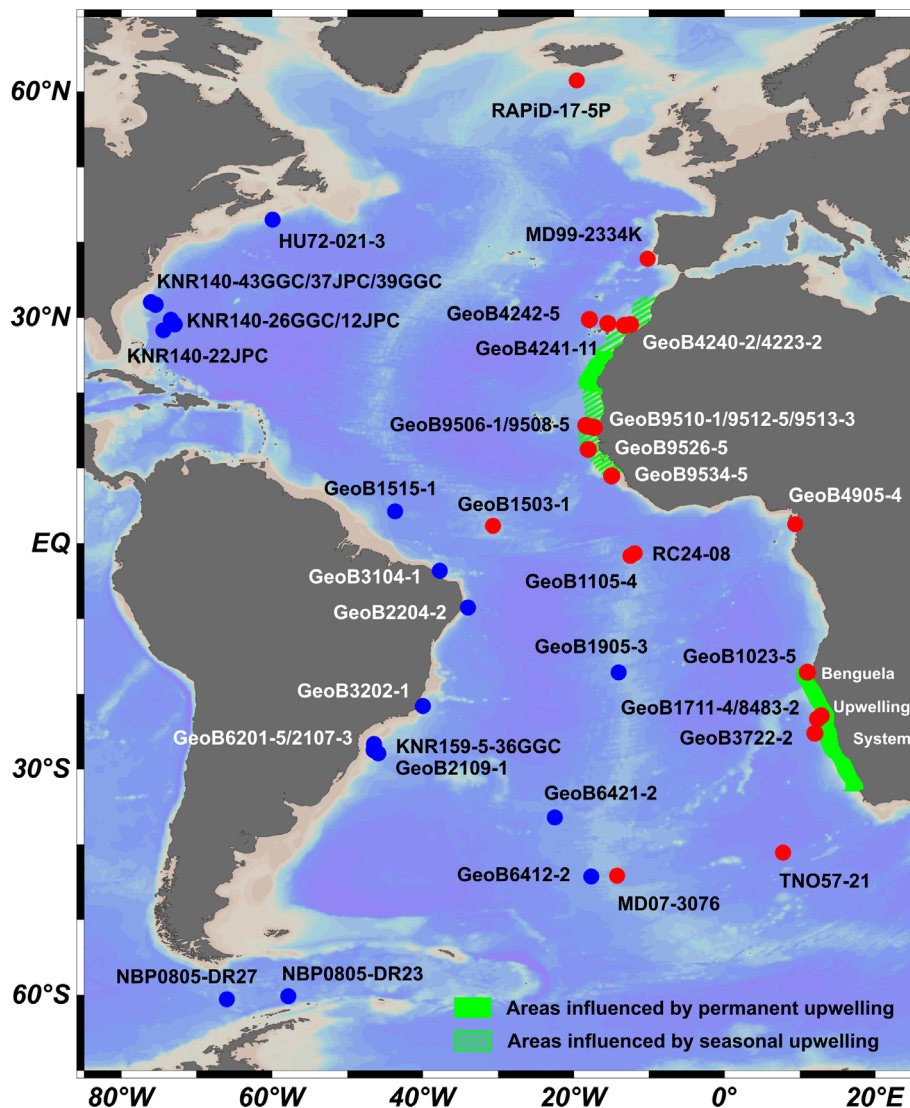 60°N
RAPiD-17-5P
MD99-2334K
HU72-021-3
KNR140-43GGC/37JPC/39GGC
30°N
GeoB4242-5
KNR140-26GGC/12JPC
GeoB4240-2/4223-2
GeoB4241-11
KNR140-22JPC
GeoB9506-1/9508-5
GeoB9510-1/9512-5/9513-3
GeoB9526-5
GeoB9534-5
GeoB1515-1
GeoB1503-1
GeoB4905-4
EQ
RC24-08
GeoB3104-1
GeoB1105-4
GeoB2204-2
GeoB1905-3
GeoB1023-5
Benguela
GeoB3202-1
GeoB1711-4/8483-2
Upwelling
GeoB6201-5/2107-3
KNR159-5-36GGC
GeoB3722-2
System
GeoB2109-1
30°S
GeoB6421-2
GeoB6412-2
TNO57-21
MD07-3076
NBP0805-DR27
NBP0805-DR23
60°S
Areas influenced by permanent upwelling
Areas influenced by seasonal upwelling
80°W
60°W
40°W
20°W
0°
20°E